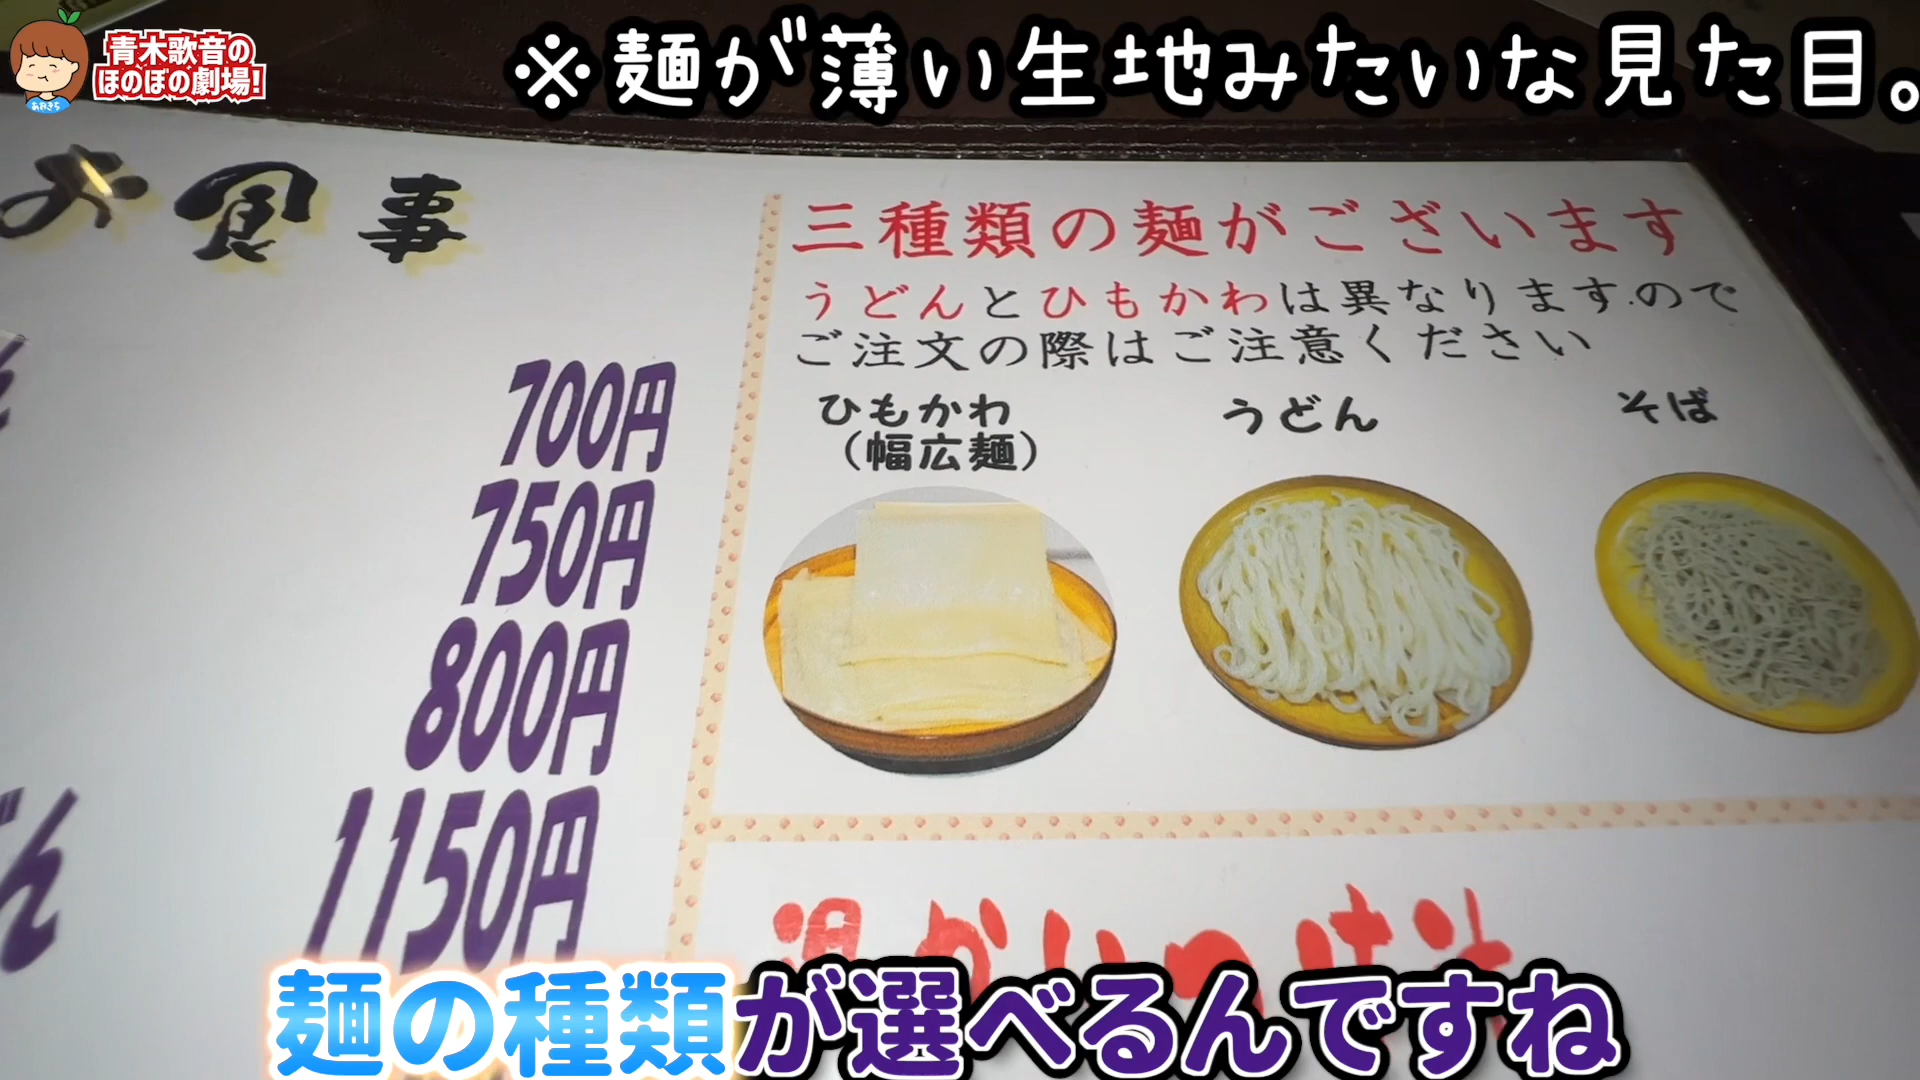 青木歌音の
ほのぼの劇場!
あおきち
※麺が薄い生地みたいな見た目。
お食事
三種類の麺がございます
うどんとひもかわは異なりますので
ご注文の際はご注意ください
ひもかわ
(幅広麺)
うどん
そば
700円
750円
800円
1150円
麺の種類が選べるんですね